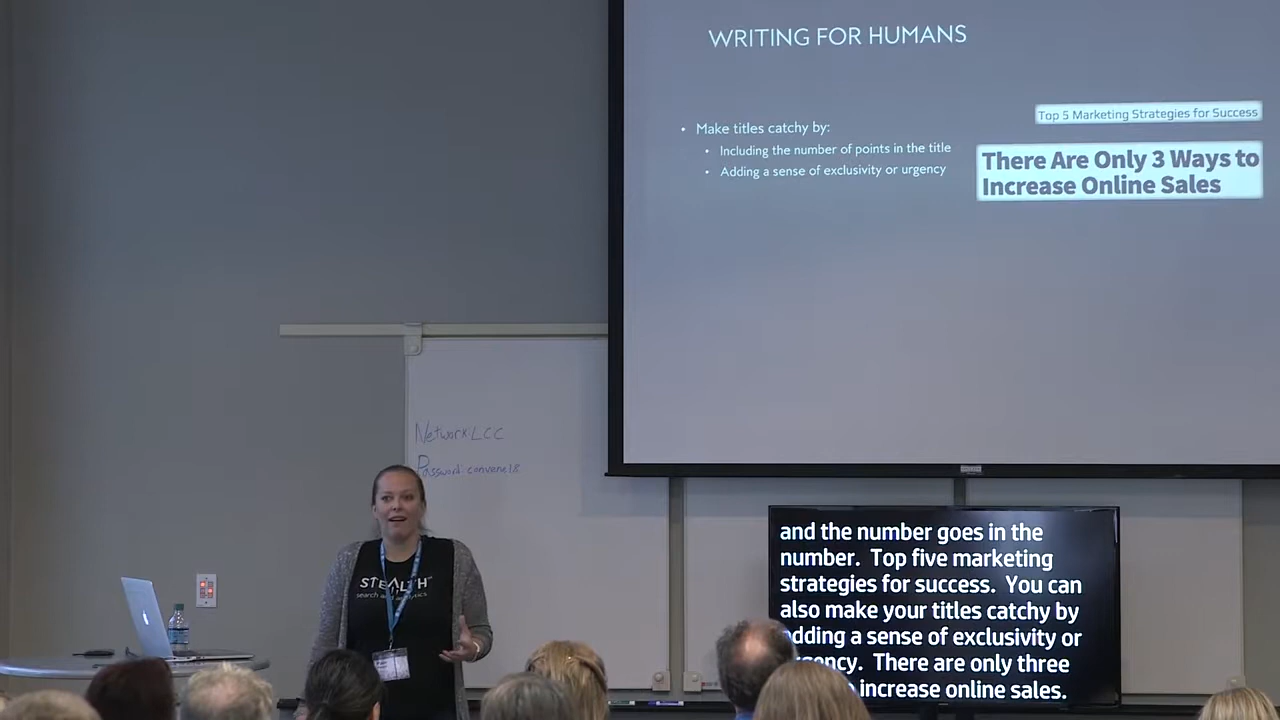 WRITING FOR HUMANS
• Make titles catchy by:
• Including the number of points in the title
• Adding a sense of exclusivity or urgency
Top 5 Marketing Strategies for Success
There Are Only 3 Ways to
Increase Online Sales
Network: LCC
Password: convene18
STEALTH
search and analytics
and the number goes in the
number. Top five marketing
strategies for success. You can
also make your titles catchy by
adding a sense of exclusivity or
urgency. There are only three
increase online sales.